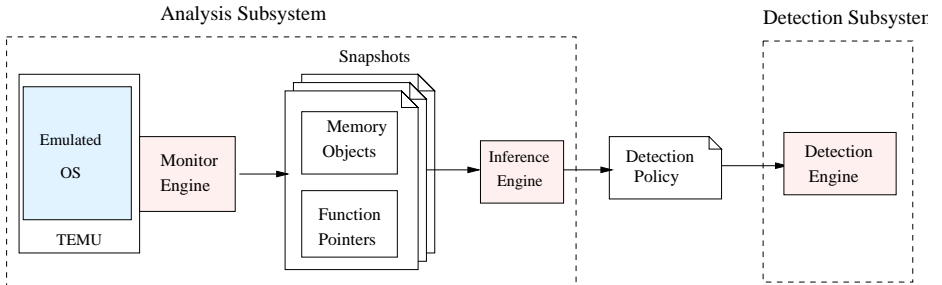 Analysis Subsystem
Detection Subsystem
Snapshots
Emulated
OS
TEMU
Monitor
Engine
Memory
Objects
Function
Pointers
Inference
Engine
Detection
Policy
Detection
Engine